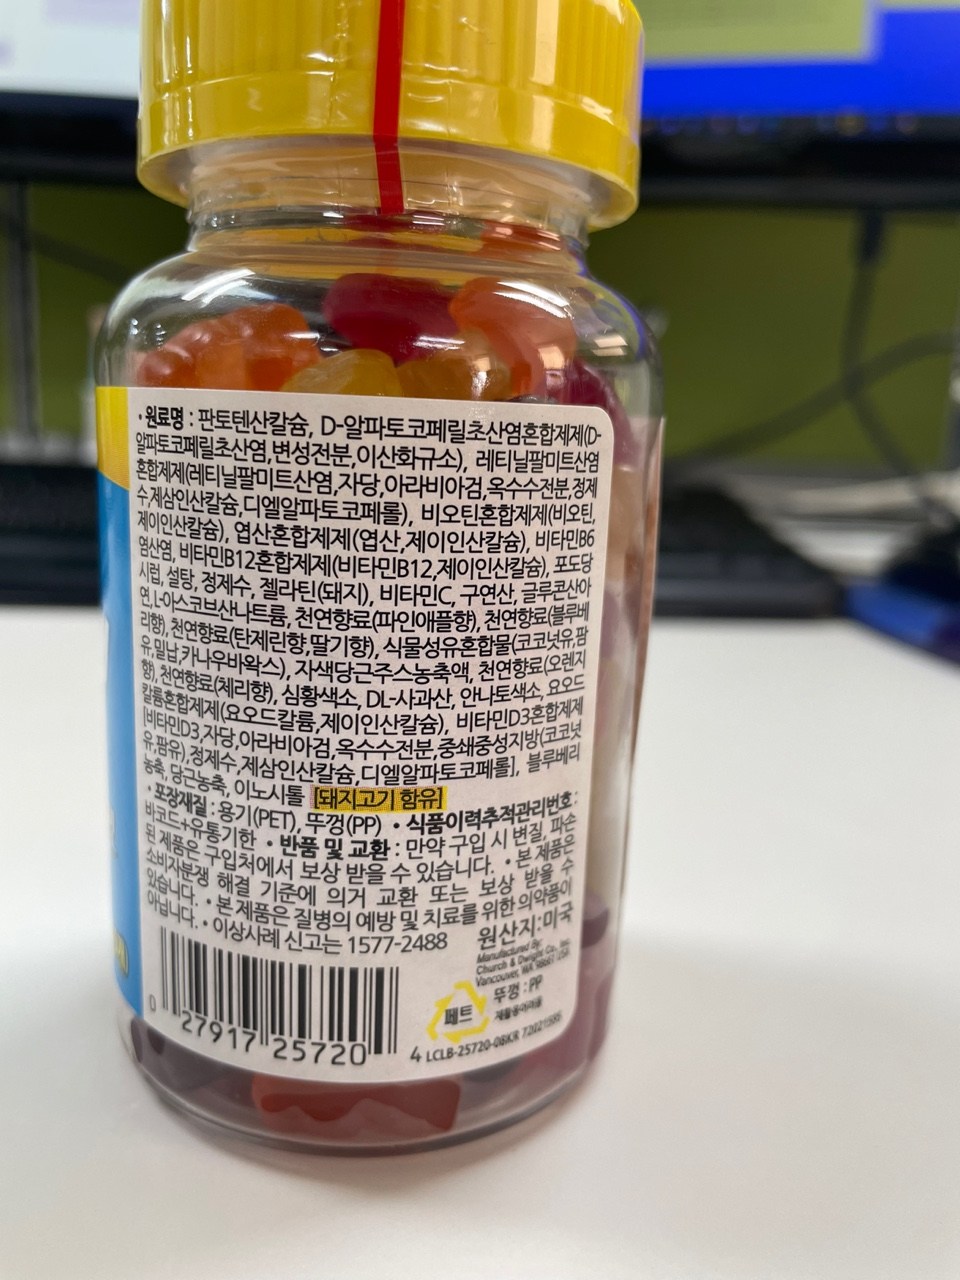 · 원료명 : 판토텐산칼슘, D-알파토코페릴초산염혼합제제(D-
알파토코페릴초산염,변성전분,이산화규소), 레티닐팔미트산염
혼합제제(레티닐팔미트산염,자당,아라비아검,옥수수전분,정제
수,제삼인산칼슘,디엘알파토코페롤), 비오틴혼합제제(비오틴,
제이인산칼슘), 엽산혼합제제(엽산,제이인산칼슘), 비타민B6
염산염, 비타민B12혼합제제(비타민B12,제이인산칼슘), 포도당
시럽, 설탕, 정제수, 젤라틴(돼지), 비타민C, 구연산, 글루콘산아
연,L-아스코브산나트륨, 천연향료(파인애플향), 천연향료(블루베
리향),천연향료(탄제린향,딸기향), 식물성유혼합물(코코넛유,팜
유,밀납,카나우바왁스), 자색당근주스농축액, 천연향료(오렌지
향), 천연향료(체리향), 심황색소, DL-사과산, 안나토색소, 요오드
칼륨혼합제제(요오드칼륨,제이인산칼슘), 비타민D3혼합제제
[비타민D3,자당,아라비아검,옥수수전분,중쇄중성지방(코코넛
유,팜유),정제수,제삼인산칼슘,디엘알파토코페롤], 블루베리
농축, 당근농축, 이노시톨 [돼지고기 함유]
· 포장재질 : 용기(PET), 뚜껑(PP) • 식품이력추적관리번호 :
바코드+유통기한 • 반품 및 교환 : 만약 구입 시 변질, 파손
된 제품은 구입처에서 보상 받을 수 있습니다. • 본 제품은
소비자분쟁 해결 기준에 의거 교환 또는 보상 받을 수
있습니다. • 본 제품은 질병의 예방 및 치료를 위한 의약품이
아닙니다. • 이상사례 신고는 1577-2488
원산지:미국
Manufactured By:
Church & Dwight Co., Inc.
Vancouver, WA 98661 USA
페트
뚜껑 : PP
재활용어려움
0 27917 25720 4
LCLB-25720-08KR 72021595